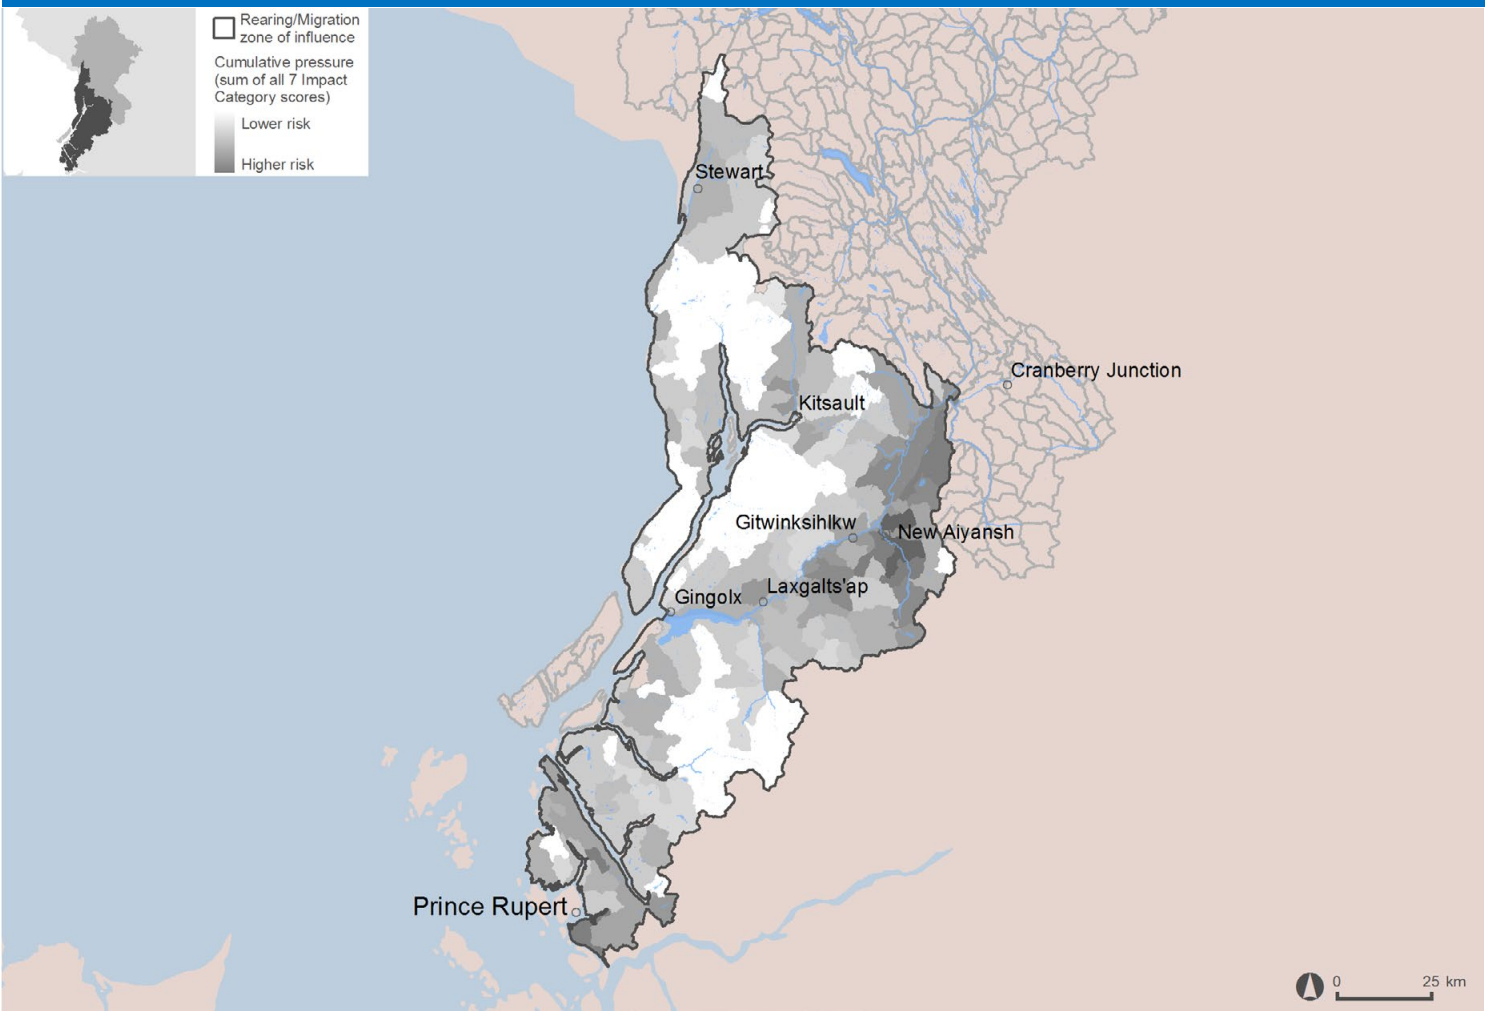 Rearing/Migration
zone of influence
Cumulative pressure
(sum of all 7 Impact
Category scores)
Lower risk
Higher risk
Stewart
Cranberry Junction
Kitsault
Gitwinksihlkw
New Aiyansh
Laxgalts'ap
Gingolx
Prince Rupert
0 25 km